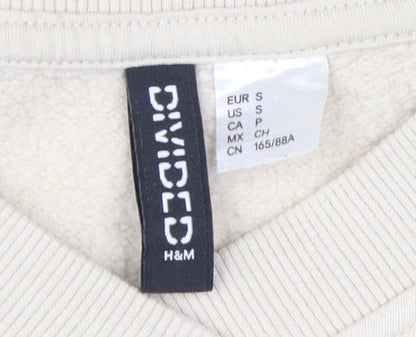 DIVIDED
H&M
EUR S
US S
CA P
MX CH
CN 165/88A